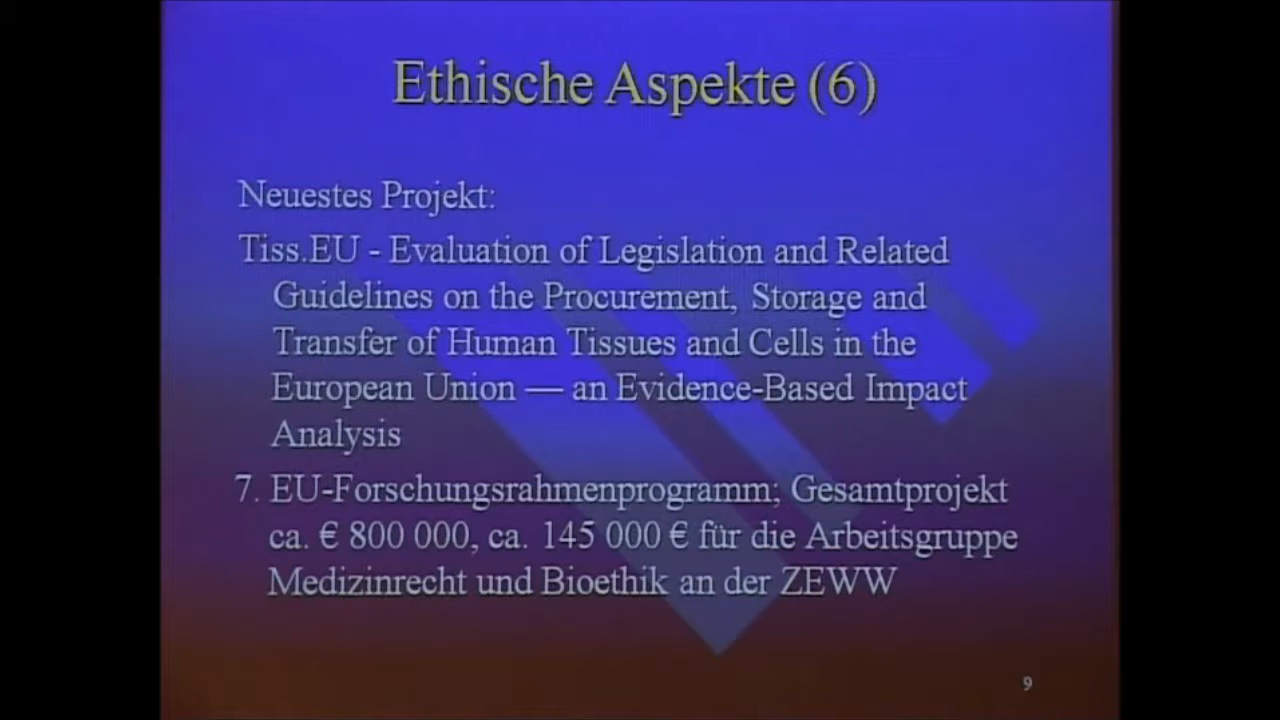 Ethische Aspekte (6)
Neuestes Projekt:
Tiss.EU - Evaluation of Legislation and Related
Guidelines on the Procurement, Storage and
Transfer of Human Tissues and Cells in the
European Union — an Evidence-Based Impact
Analysis
7. EU-Forschungsrahmenprogramm; Gesamtprojekt
ca. € 800 000, ca. 145 000 € für die Arbeitsgruppe
Medizinrecht und Bioethik an der ZEWW
9